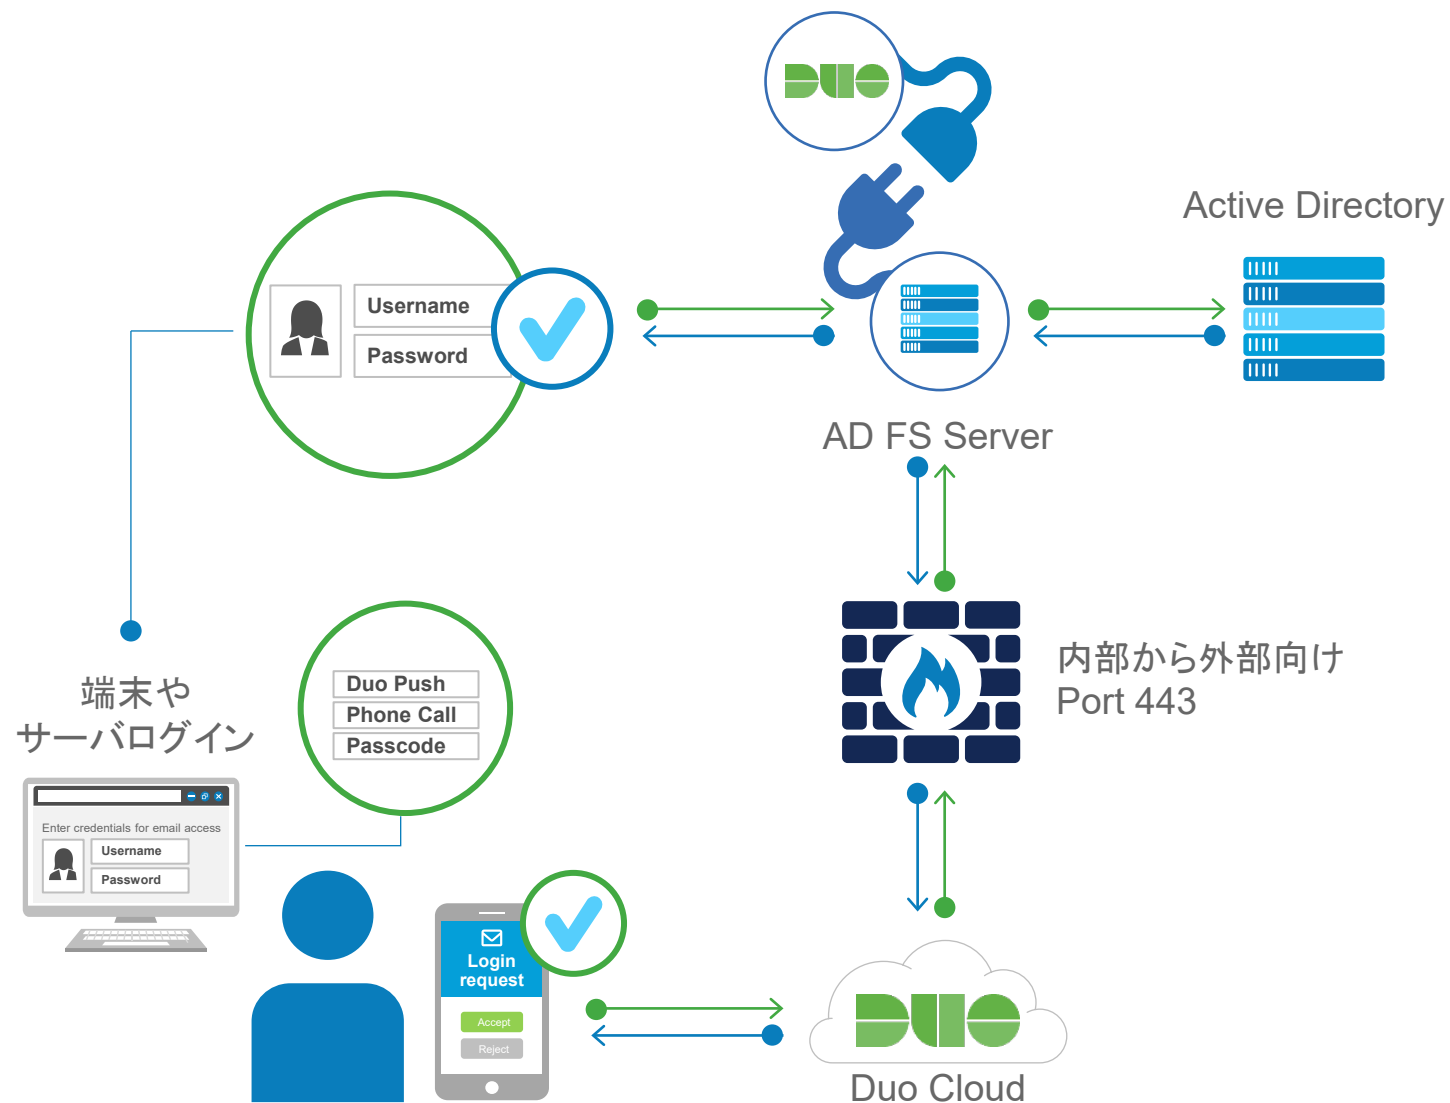 DUO
Active Directory
Username
Password
AD FS Server
端末や
サーバログイン
Duo Push
Phone Call
Passcode
内部から外部向け
Port 443
Enter credentials for email access
Username
Password
Login
request
Accept
Reject
DUO
Duo Cloud